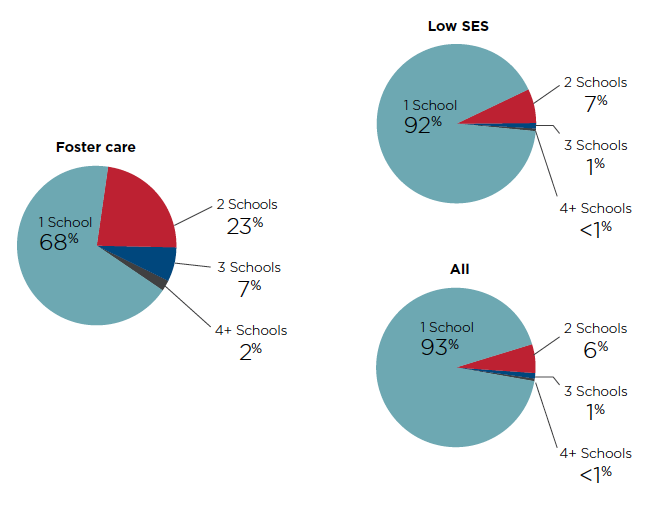 Foster care
1 School
68%
2 Schools
23%
3 Schools
7%
4+ Schools
2%
Low SES
1 School
92%
2 Schools
7%
3 Schools
1%
4+ Schools
<1%
All
1 School
93%
2 Schools
6%
3 Schools
1%
4+ Schools
<1%